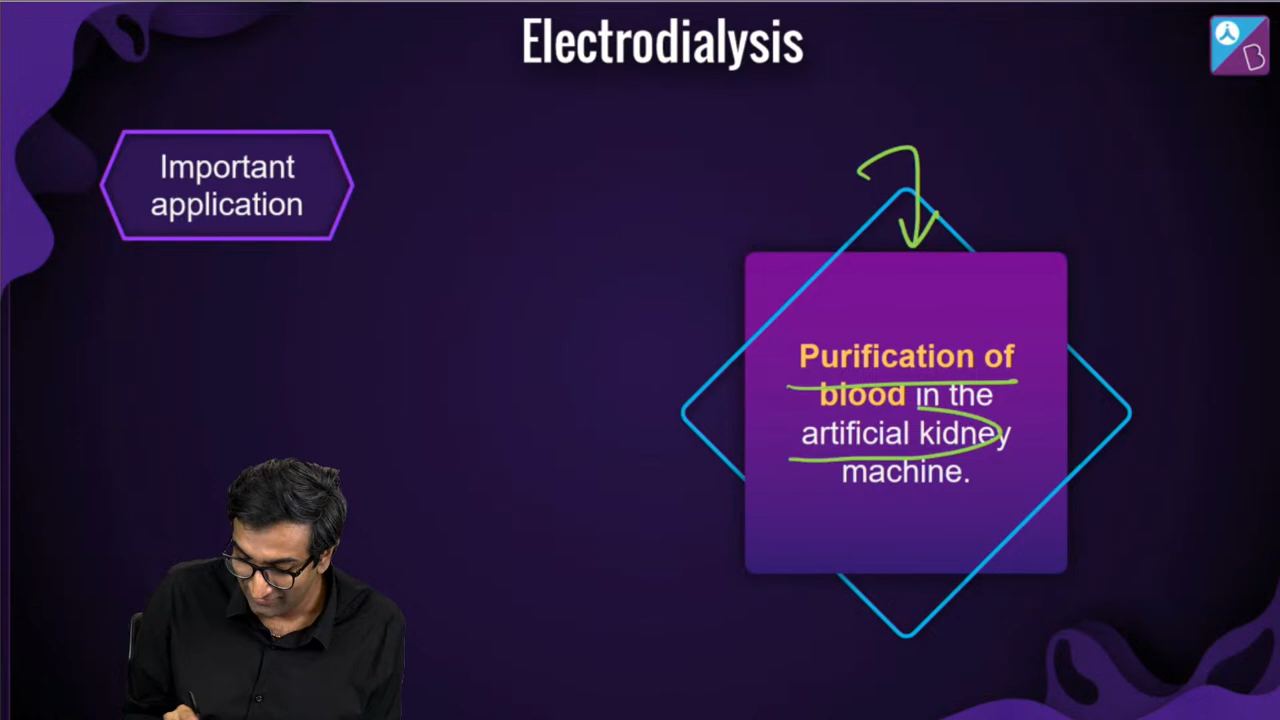 Electrodialysis
B
Important
application
Purification of
blood in the
artificial kidney
machine.